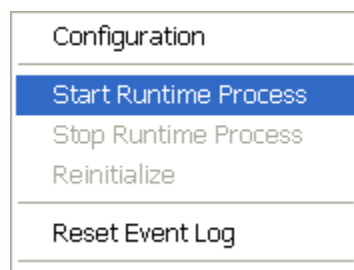 Configuration
Start Runtime Process
Stop Runtime Process
Reinitialize
Reset Event Log